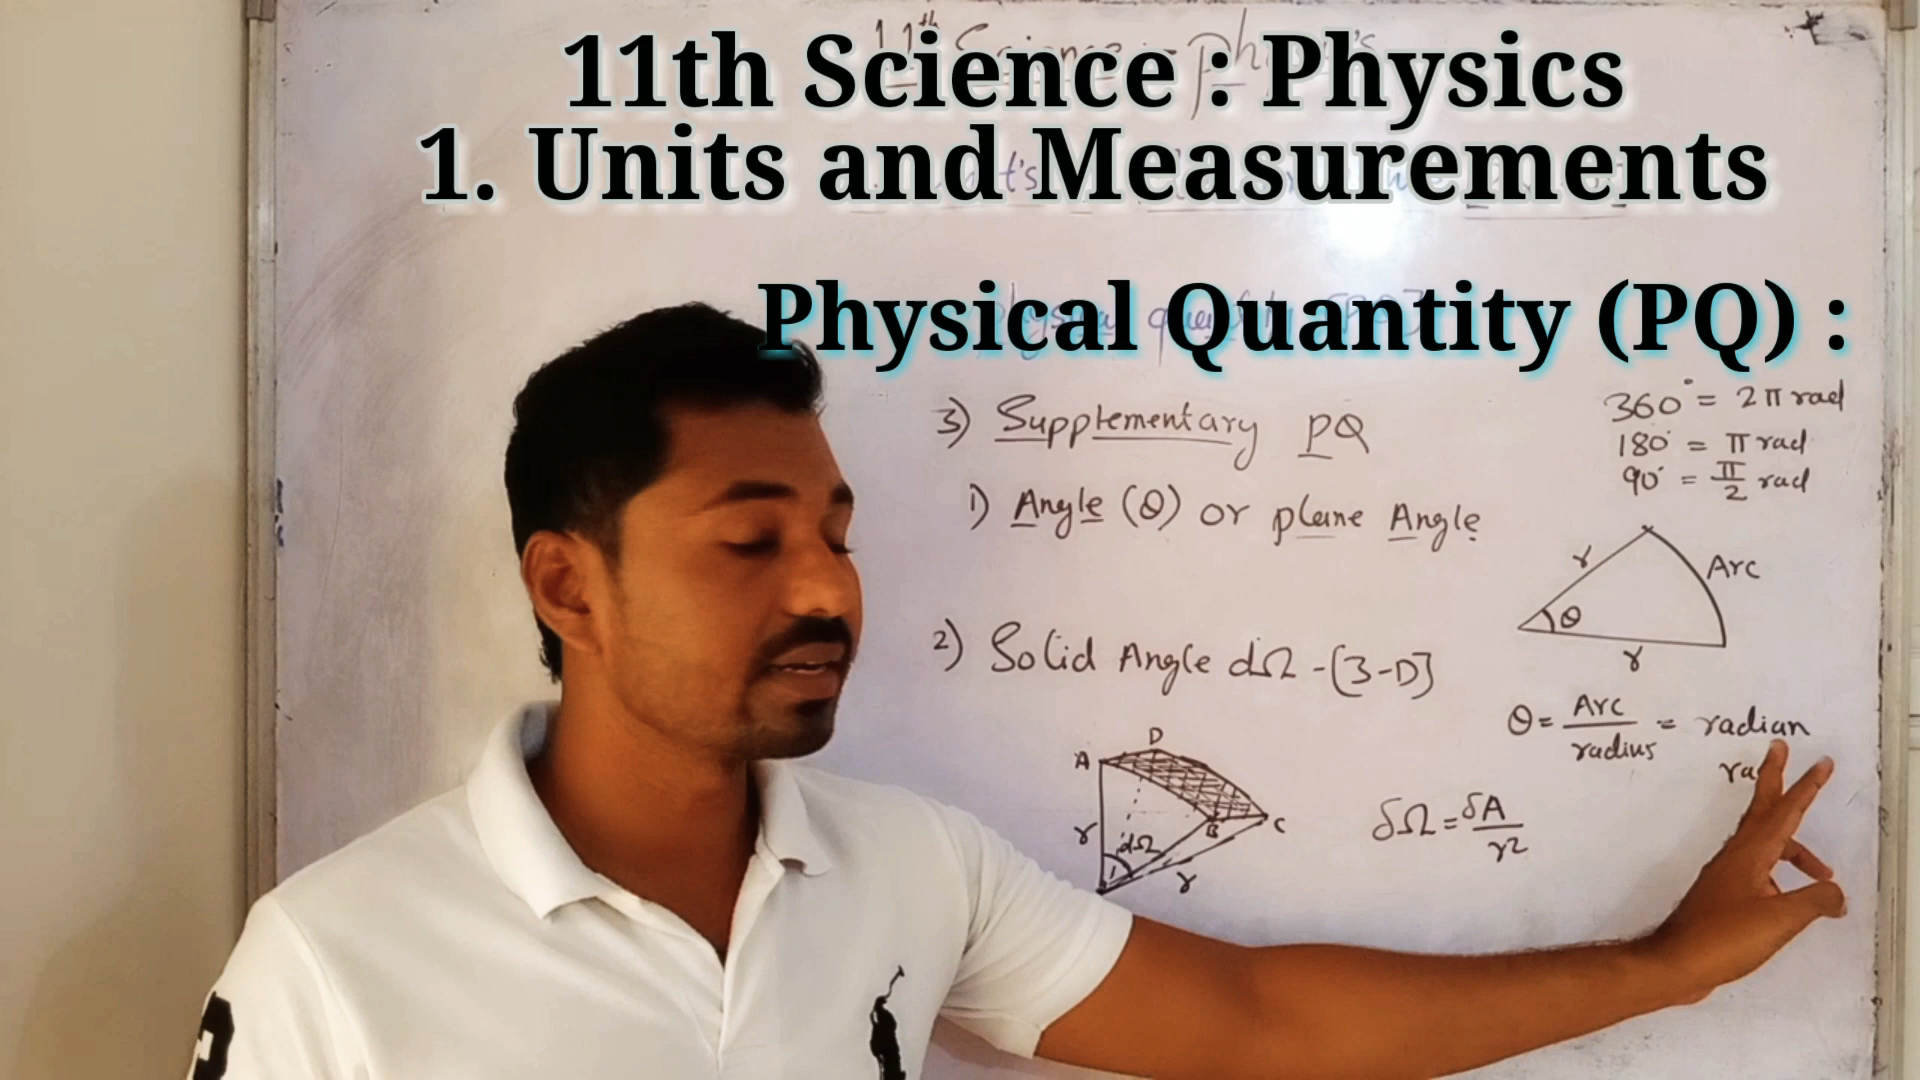 11th Science : Physics
1. Units and Measurements
Physical Quantity (PQ) :
3) Supplementary PQ
1) Angle (θ) or plane Angle
360° = 2π rad
180° = π rad
90° = π/2 rad
r
Arc
θ
r
2) Solid Angle dΩ - [3-D]
θ = Arc/radius = radian
D
A
r
dΩ
B
C
r
δΩ = δA/r2